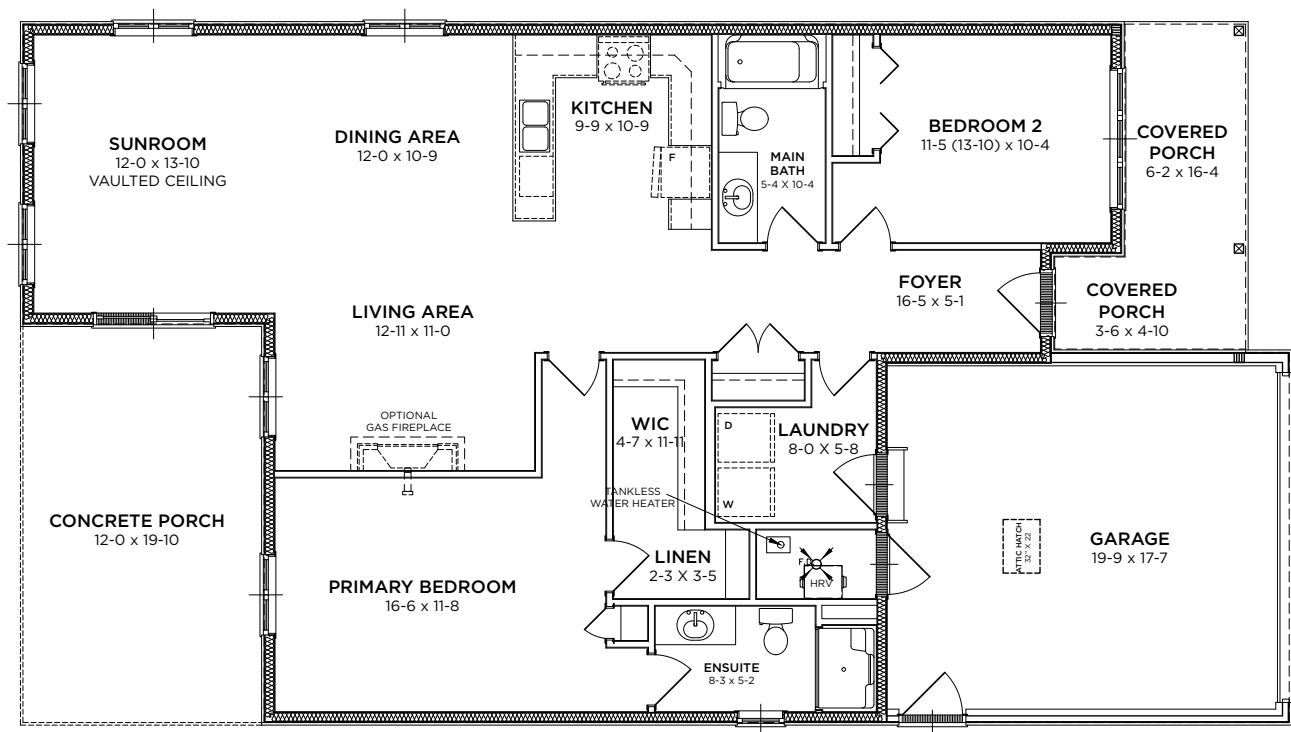 SUNROOM
12-0 x 13-10
VAULTED CEILING
DINING AREA
12-0 x 10-9
KITCHEN
9-9 x 10-9
F
MAIN
BATH
5-4 X 10-4
BEDROOM 2
11-5 (13-10) x 10-4
COVERED
PORCH
6-2 x 16-4
LIVING AREA
12-11 x 11-0
FOYER
16-5 x 5-1
COVERED
PORCH
3-6 x 4-10
OPTIONAL
GAS FIREPLACE
WIC
4-7 x 11-11
D
LAUNDRY
8-0 X 5-8
W
TANKLESS
WATER HEATER
CONCRETE PORCH
12-0 x 19-10
PRIMARY BEDROOM
16-6 x 11-8
LINEN
2-3 X 3-5
F D
HRV
ATTIC HATCH
32" X 22
GARAGE
19-9 x 17-7
ENSUITE
8-3 x 5-2